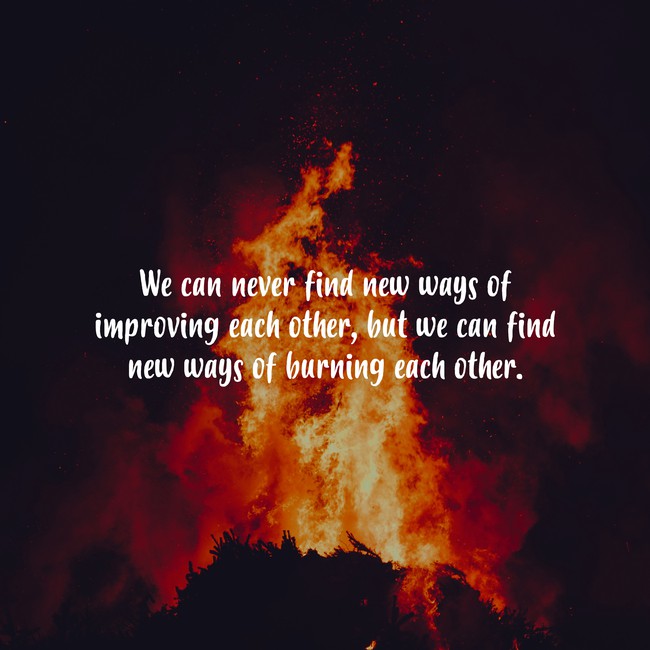 We can never find new ways of
improving each other, but we can find
new ways of burning each other.